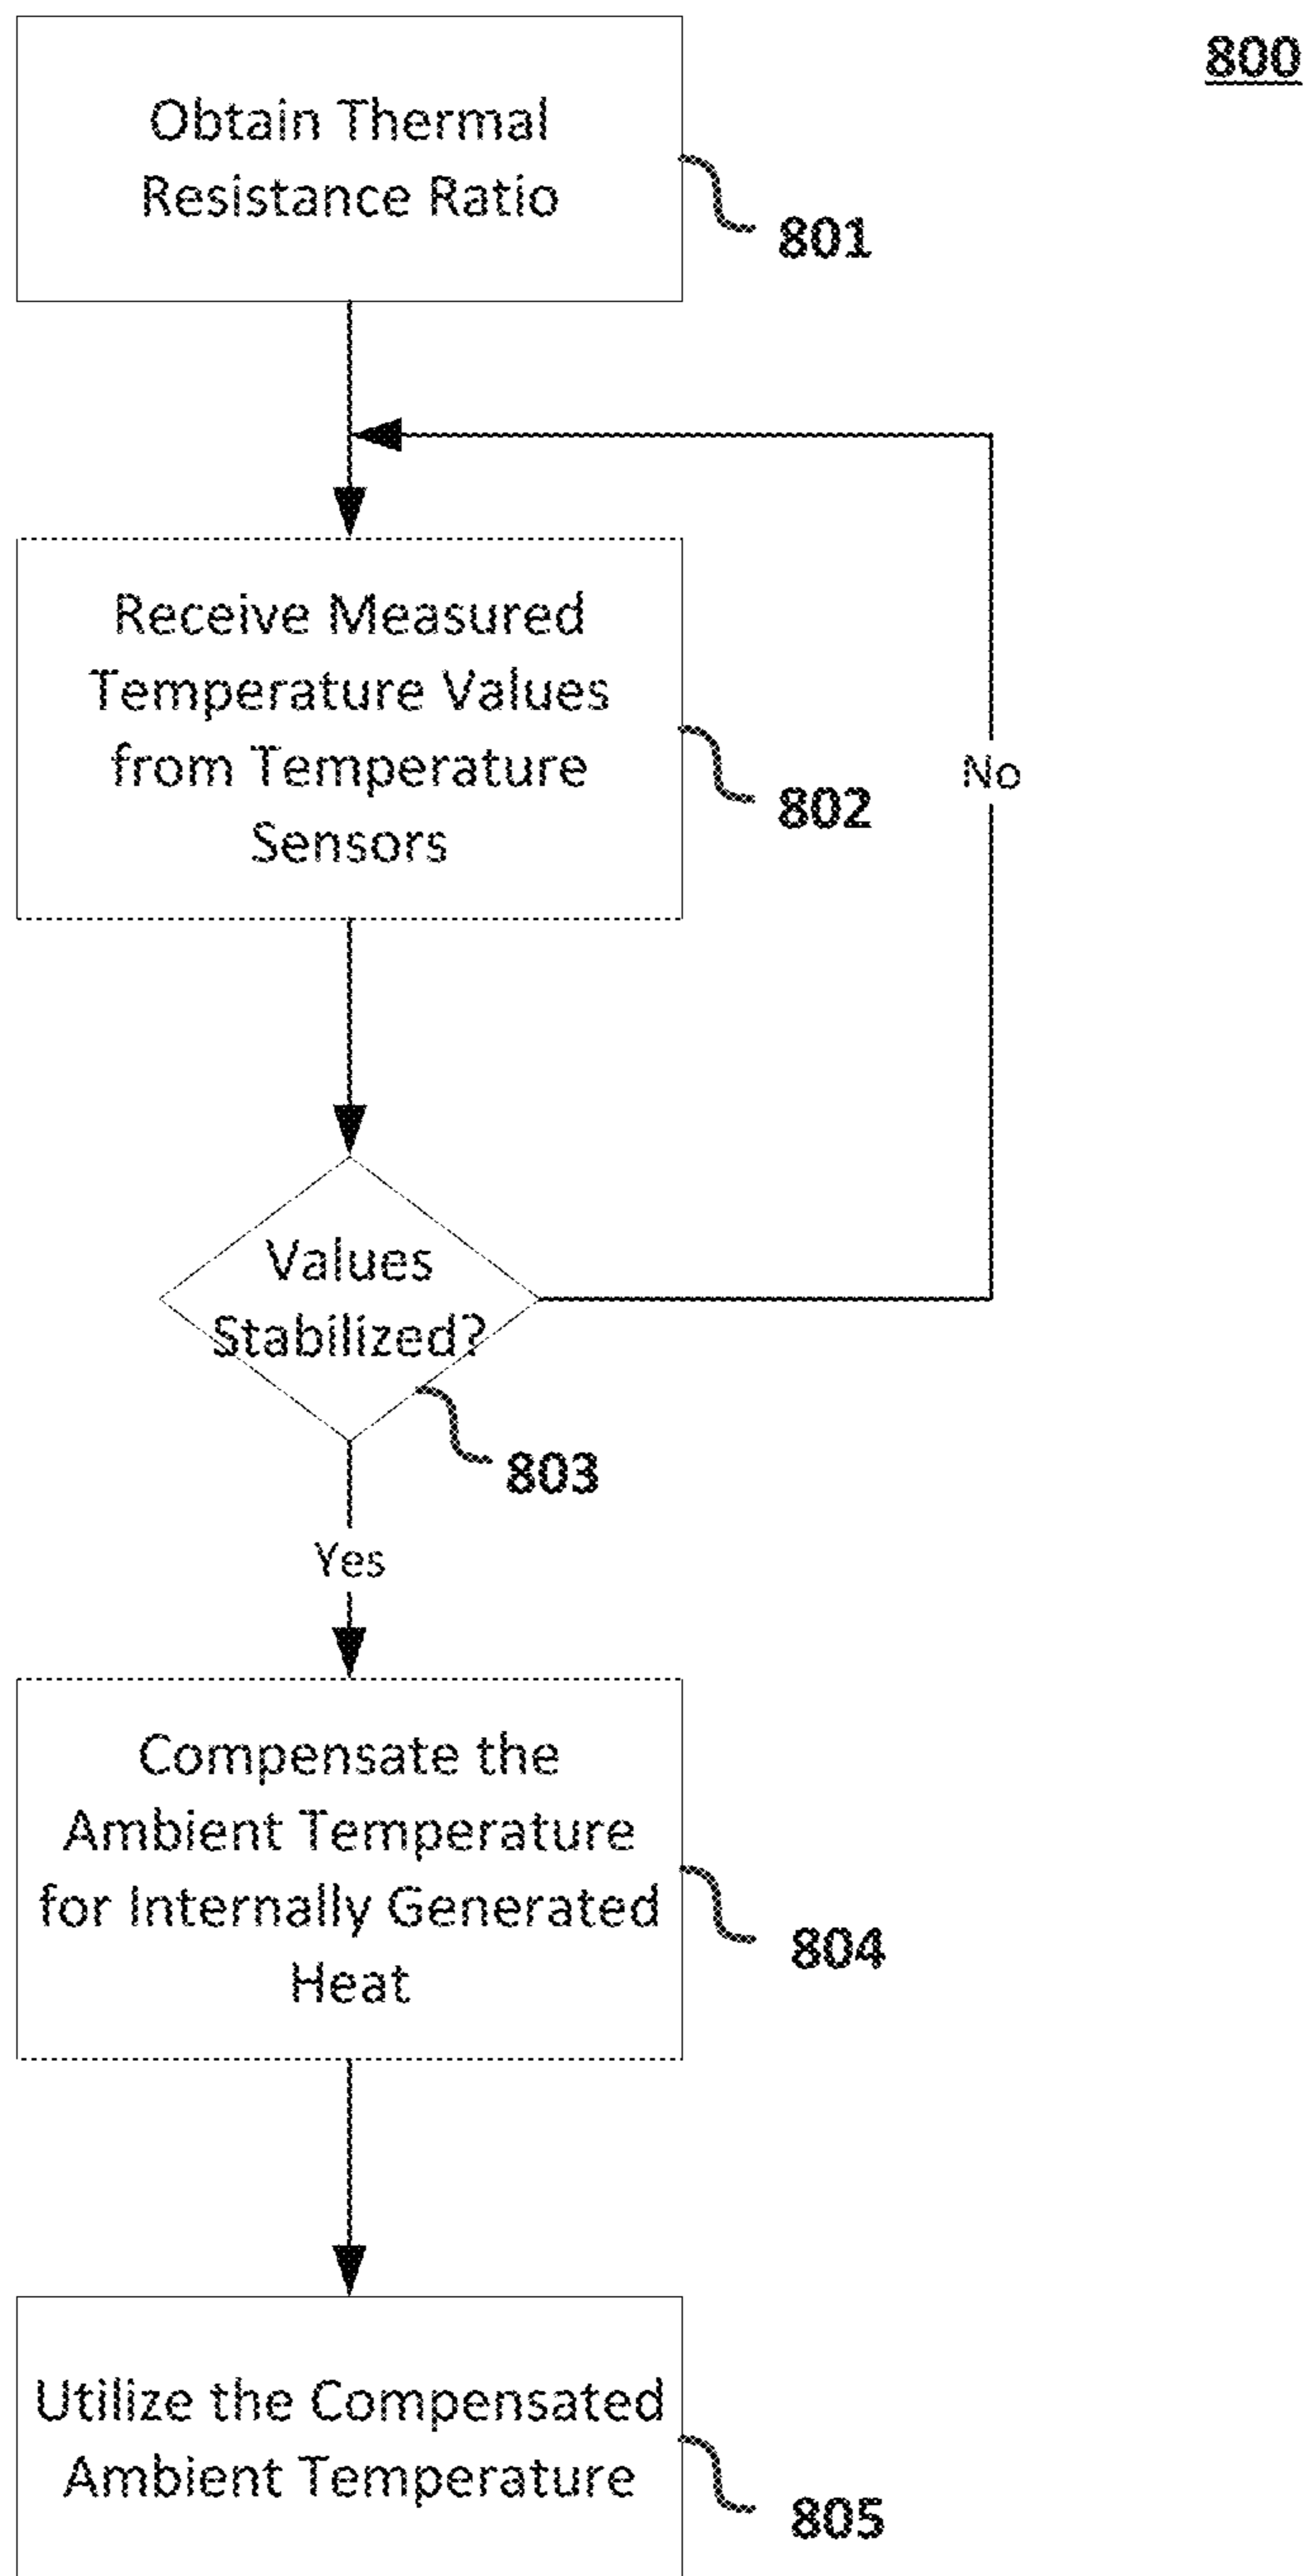 800
Obtain Thermal
Resistance Ratio
801
Receive Measured
Temperature Values
from Temperature
Sensors
802
No
Values
Stabilized?
803
Yes
Compensate the
Ambient Temperature
for Internally Generated
Heat
804
Utilize the Compensated
Ambient Temperature
805